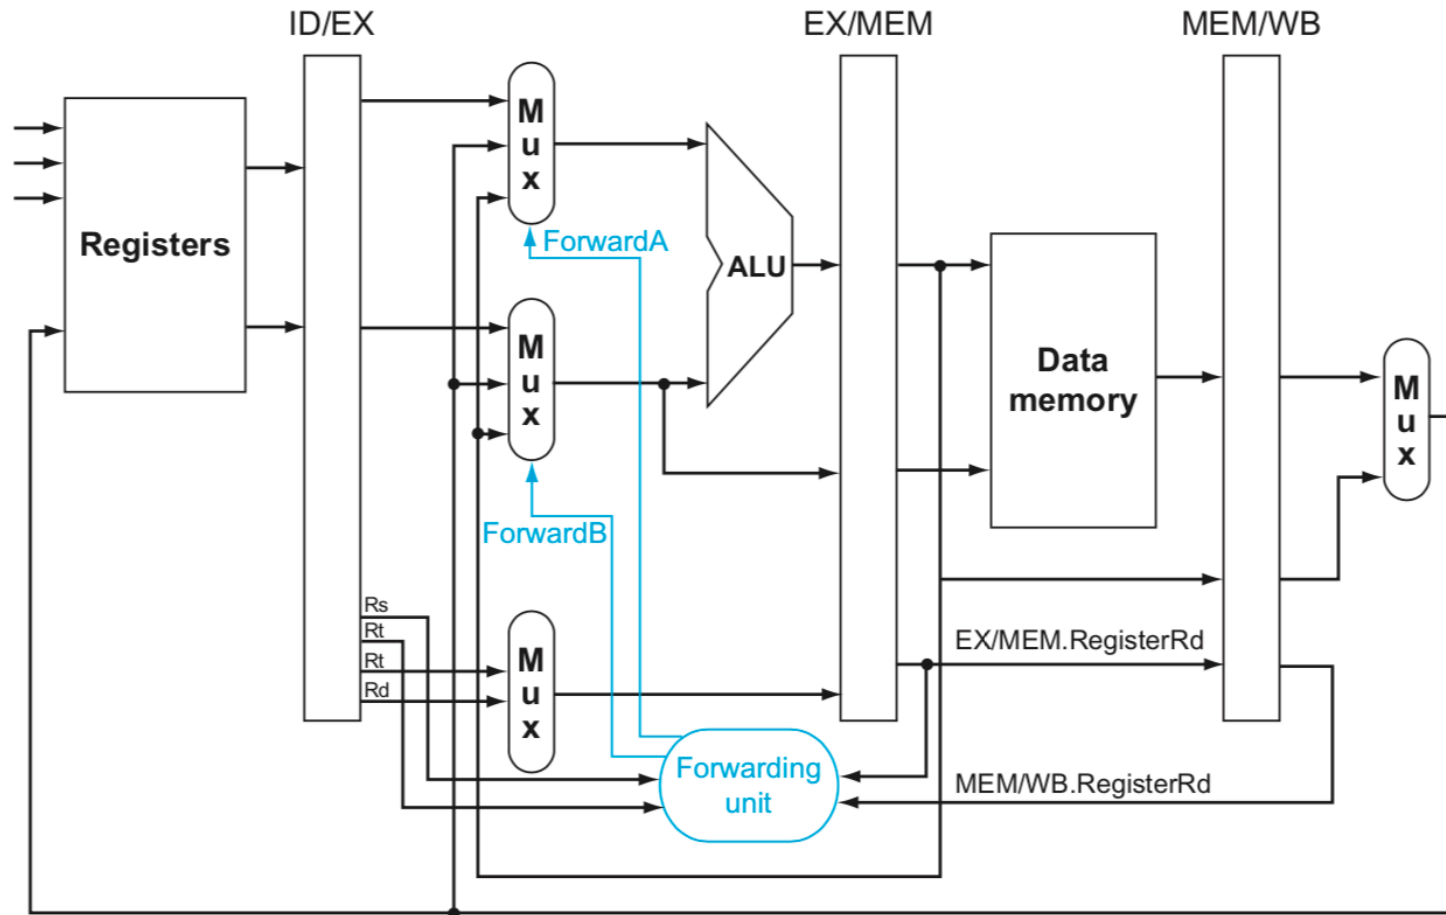 ID/EX
EX/MEM
MEM/WB
M
u
x
Registers
ForwardA
ALU
M
u
x
Data
memory
M
u
x
ForwardB
Rs
Rt
Rt
Rd
M
u
x
EX/MEM.RegisterRd
Forwarding
unit
MEM/WB.RegisterRd